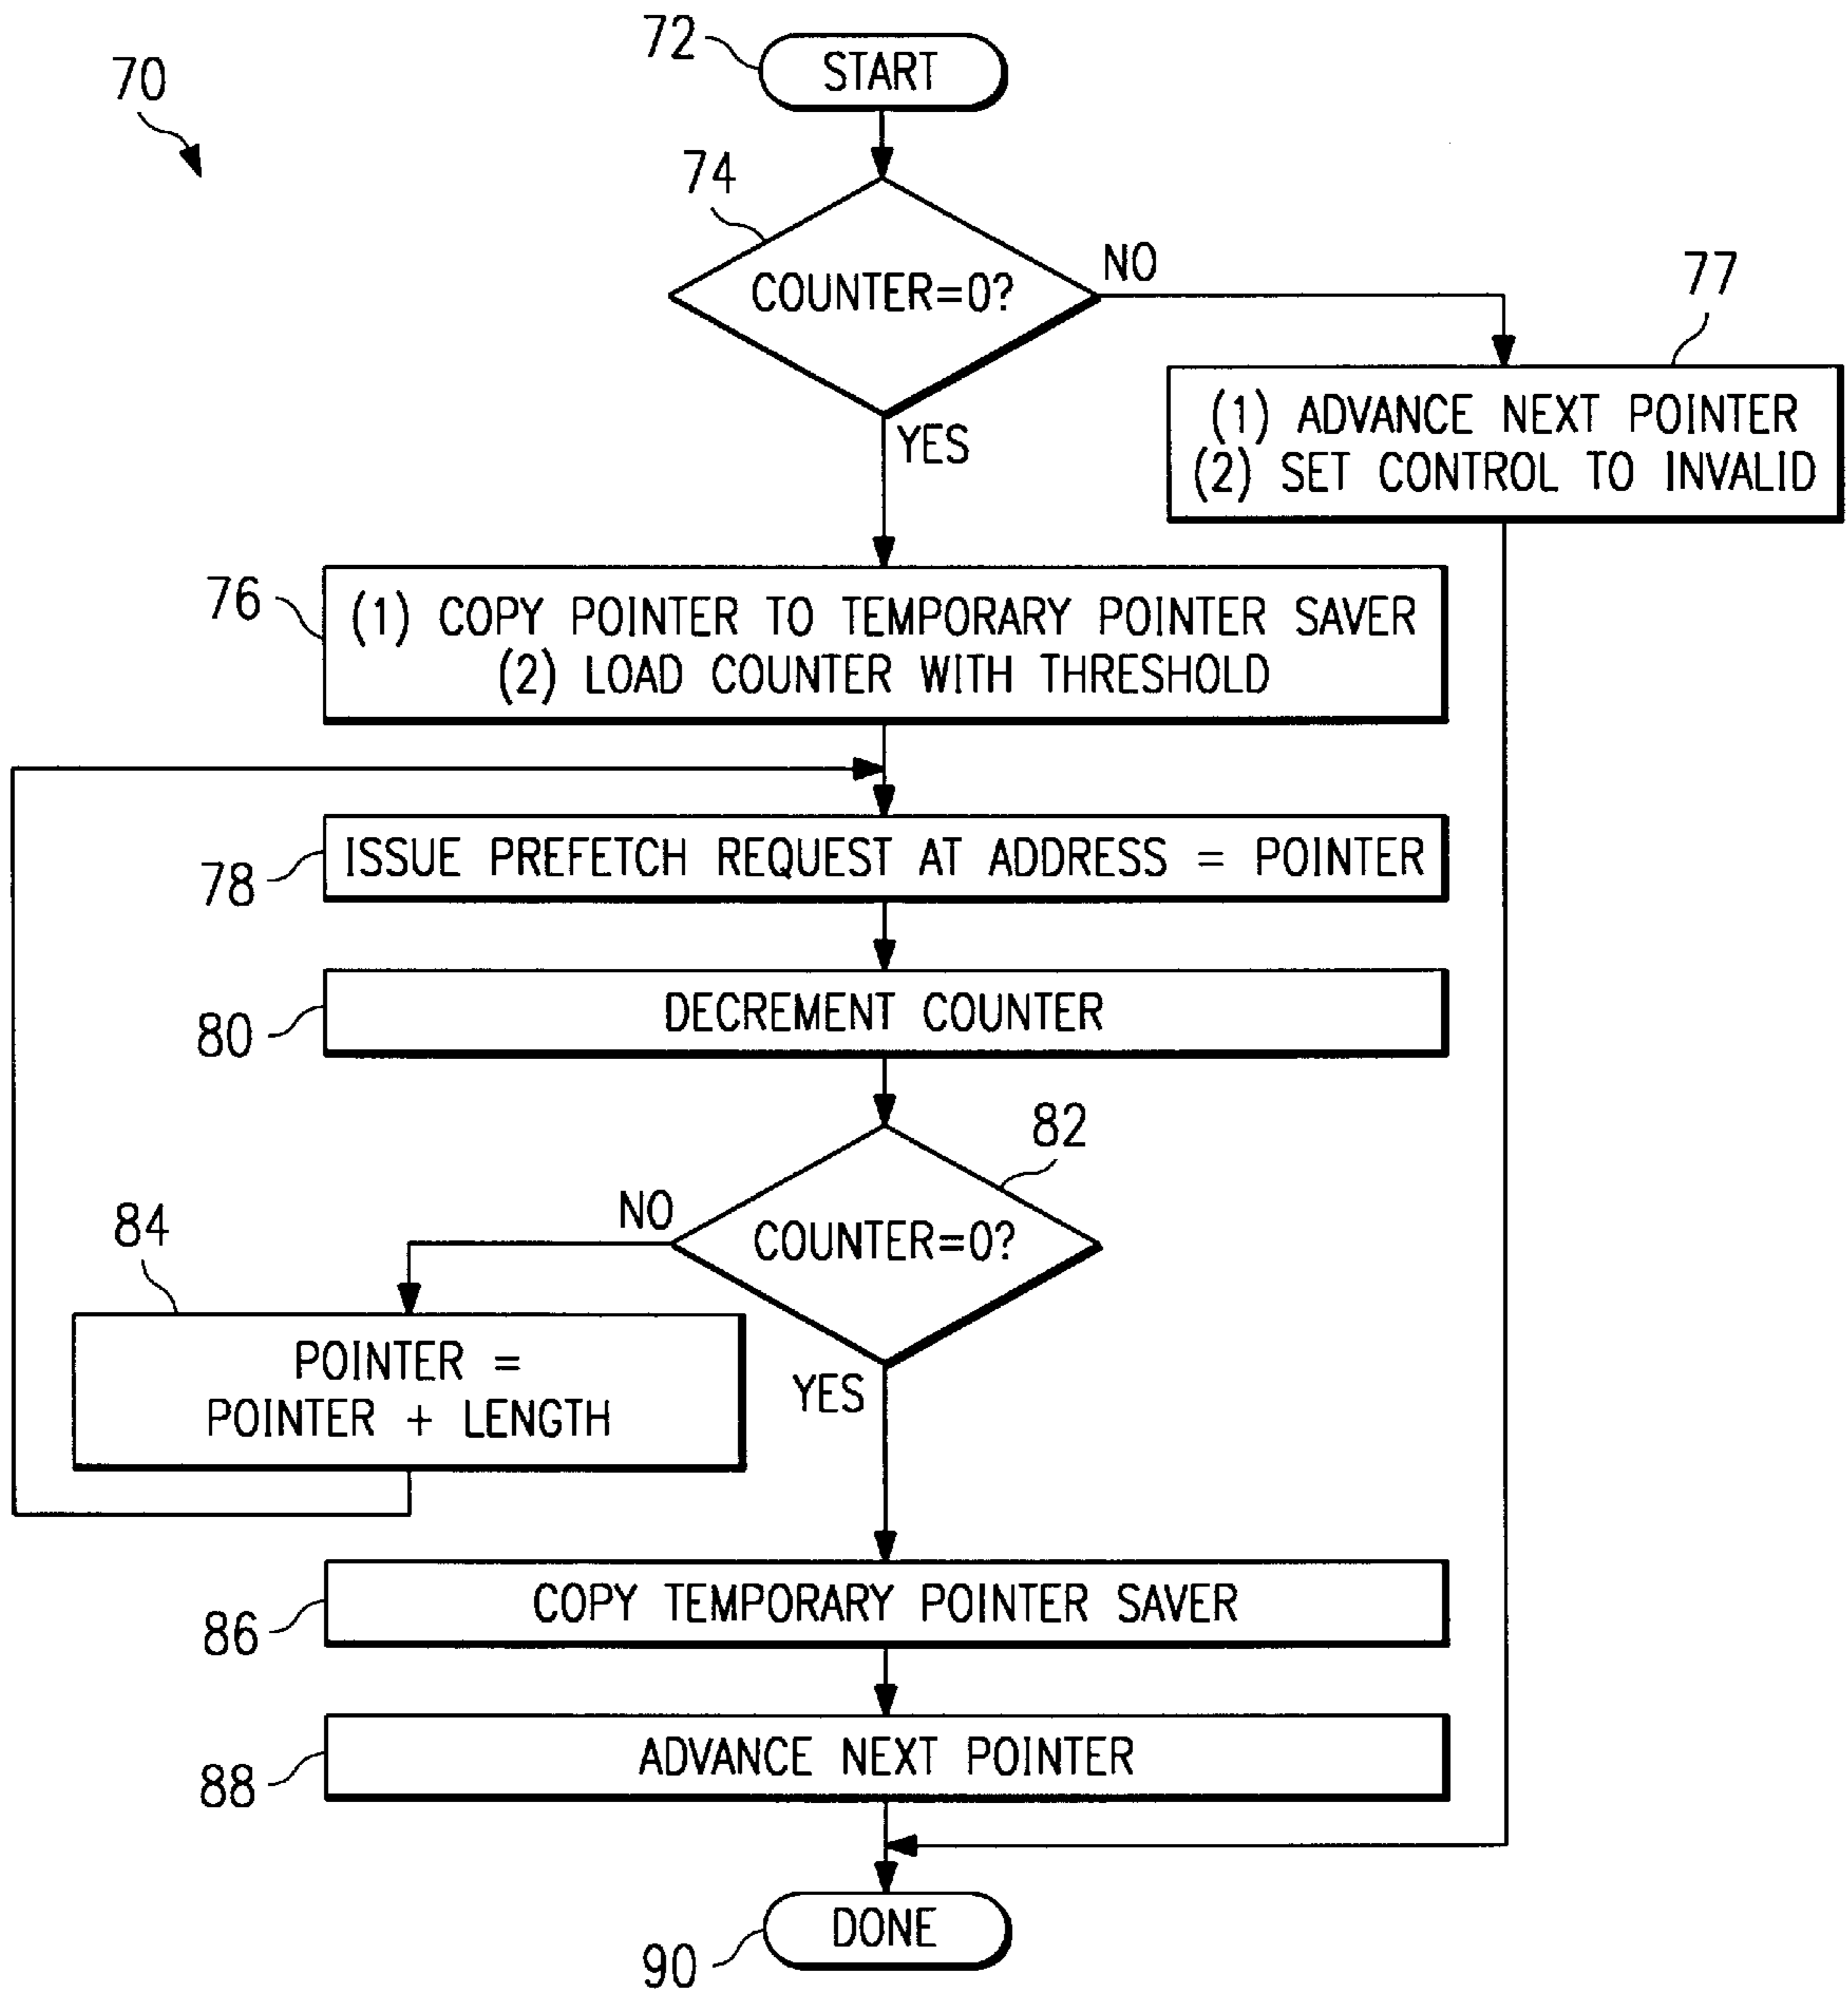 70
72
START
74
COUNTER=0?
NO
YES
77
(1) ADVANCE NEXT POINTER
(2) SET CONTROL TO INVALID
76
(1) COPY POINTER TO TEMPORARY POINTER SAVER
(2) LOAD COUNTER WITH THRESHOLD
78
ISSUE PREFETCH REQUEST AT ADDRESS = POINTER
80
DECREMENT COUNTER
82
COUNTER=0?
NO
YES
84
POINTER =
POINTER + LENGTH
86
COPY TEMPORARY POINTER SAVER
88
ADVANCE NEXT POINTER
90
DONE